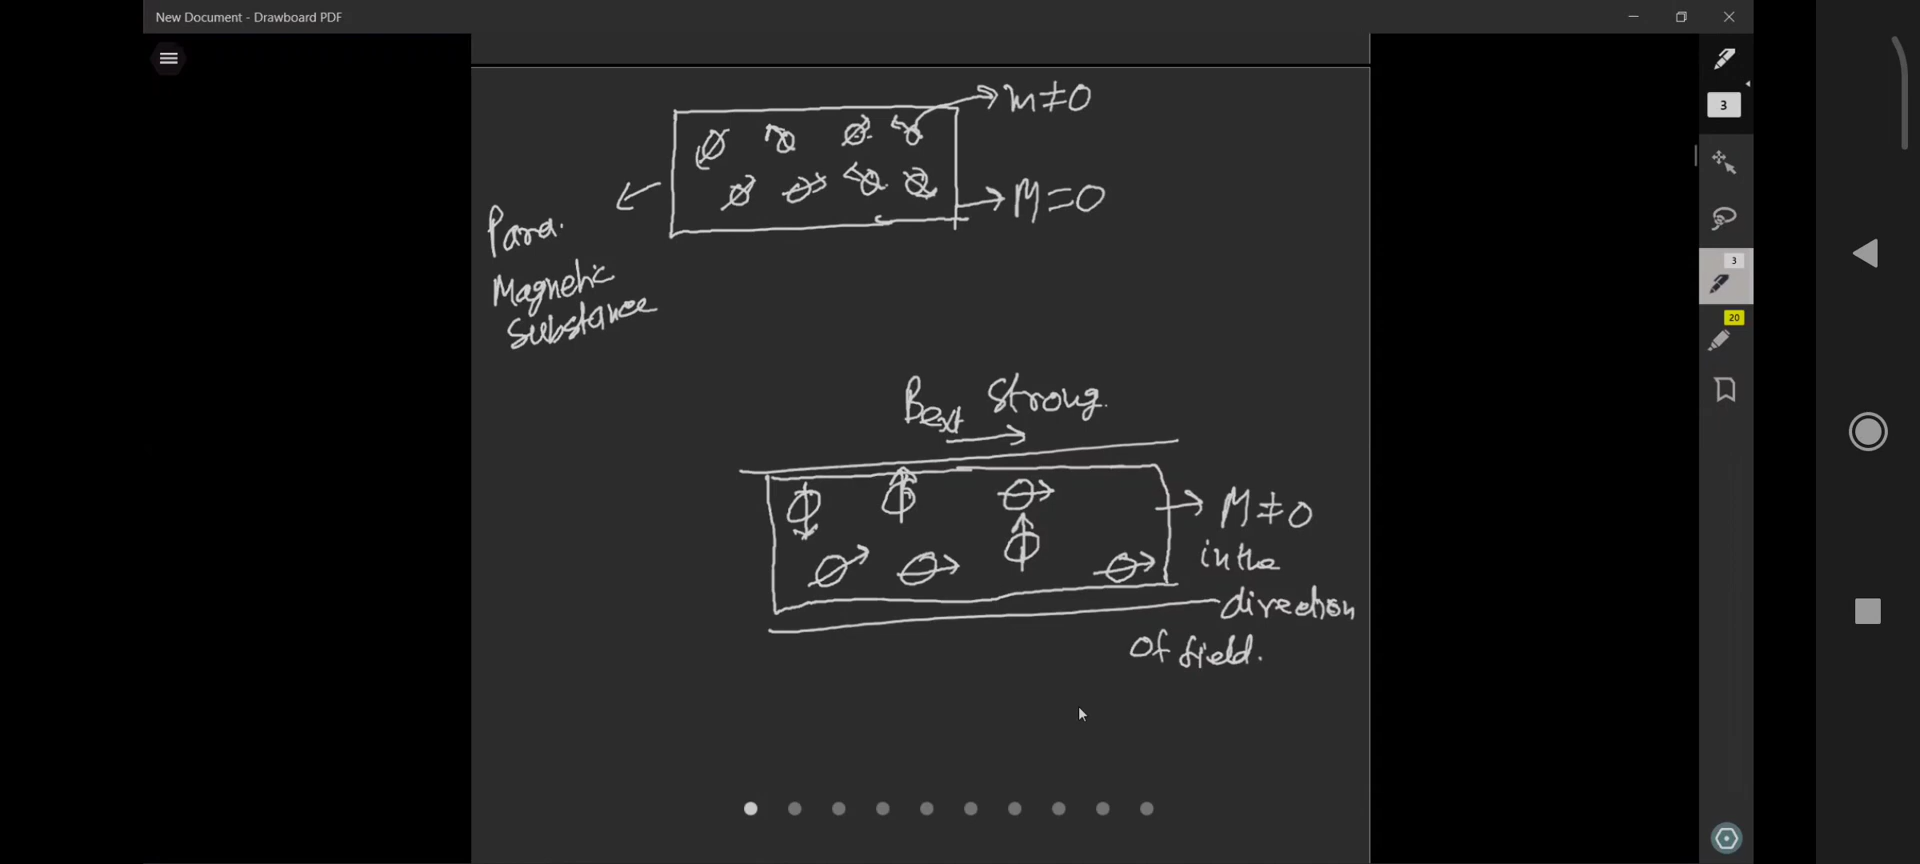 New Document - Drawboard PDF
3
m≠0
M=0
Para.
Magnetic
Substance
3
20
Bext Strong.
M≠0
in the
direction
of field.